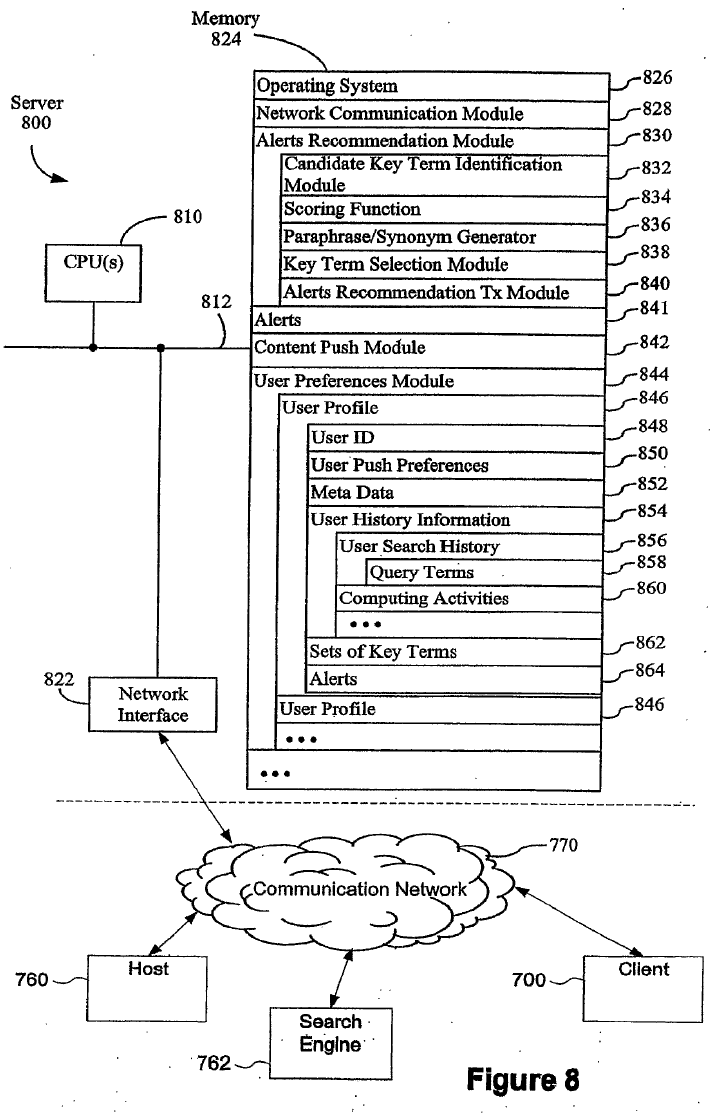 Memory
824
Server
800
810
CPU(s)
812
Operating System
826
Network Communication Module
828
Alerts Recommendation Module
830
Candidate Key Term Identification
Module
832
Scoring Function
834
Paraphrase/Synonym Generator
836
Key Term Selection Module
838
Alerts Recommendation Tx Module
840
Alerts
841
Content Push Module
842
User Preferences Module
844
User Profile
846
User ID
848
User Push Preferences
850
Meta Data
852
User History Information
854
User Search History
856
Query Terms
858
Computing Activities
860
• • •
Sets of Key Terms
862
Alerts
864
User Profile
846
• • •
• • •
822
Network
Interface
770
Communication Network
760
Host
Search
Engine
762
700
Client
Figure 8